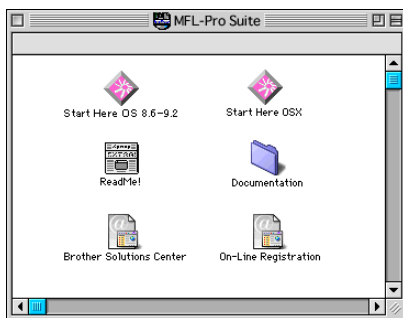 MFL-Pro Suite
Start Here OS 8.6-9.2
Start Here OSX
ReadMe!
Documentation
Brother Solutions Center
On-Line Registration